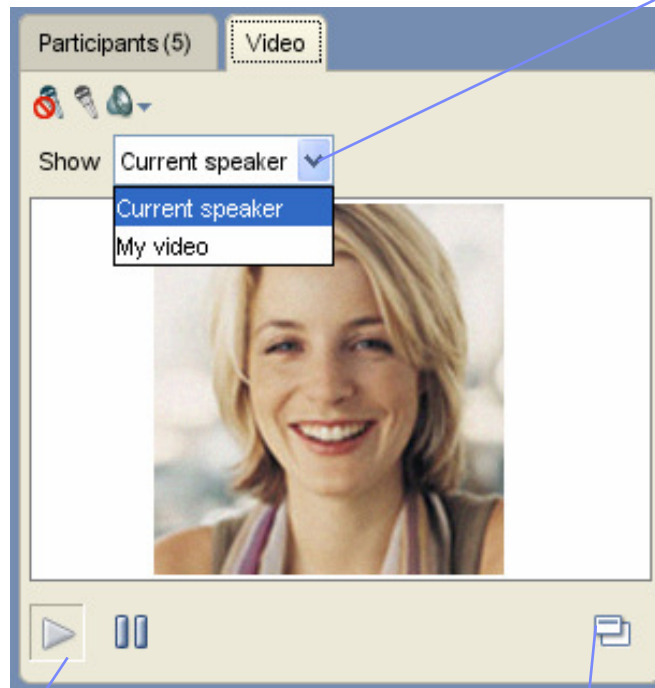 Participants (5) Video
Show Current speaker
Current speaker
My video